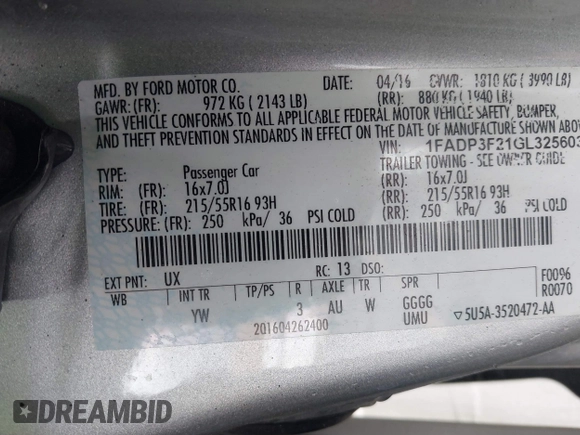 MFD. BY FORD MOTOR CO. DATE: 04/16 GVWR: 1810 KG ( 3990 LB)
GAWR: (FR): 972 KG ( 2143 LB) (RR): 880 KG ( 1940 LB)
THIS VEHICLE CONFORMS TO ALL APPLICABLE FEDERAL MOTOR VEHICLE SAFETY, BUMPER,
AND THEFT PREVENTION STANDARDS IN EFFECT ON THE DATE OF MANUFACTURE SHOWN ABO
VIN: 1FADP3F21GL325603
TYPE: Passenger Car TRAILER TOWING - SEE OWNER GUIDE
RIM: (FR): 16x7.0J (RR): 16x7.0J
TIRE: (FR): 215/55R16 93H (RR): 215/55R16 93H
PRESSURE: (FR): 250 kPa/ 36 PSI COLD (RR): 250 kPa/ 36 PSI COLD
EXT PNT: UX RC: 13 DSO: F0096
WB INT TR TP/PS R AXLE TR SPR R0070
YW 3 AU W GGGG
UMU
201604262400 5U5A-3520472-AA
DREAMBID